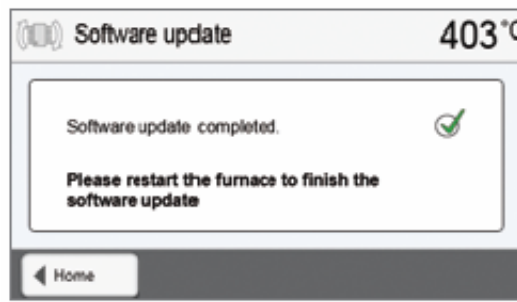 Software update
403 °C
Software update completed.
Please restart the furnace to finish the
software update
Home